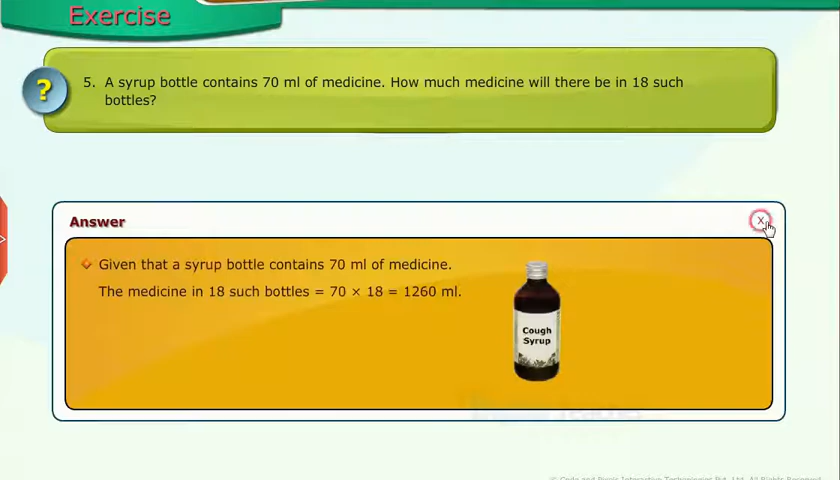 Exercise
?
5. A syrup bottle contains 70 ml of medicine. How much medicine will there be in 18 such
bottles?
Answer
X
Given that a syrup bottle contains 70 ml of medicine.
The medicine in 18 such bottles = 70 × 18 = 1260 ml.
Cough
Syrup